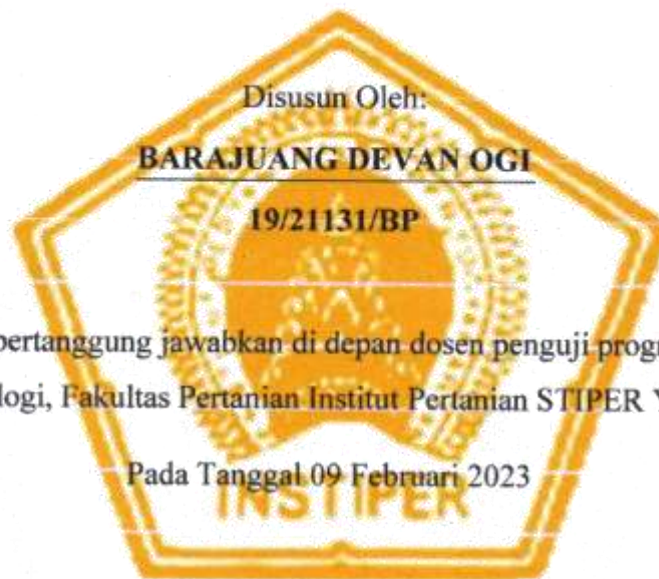 Disusun Oleh:
BARAJUANG DEVAN OGI
19/21131/BP
pertanggung jawabkan di depan dosen penguji
logi, Fakultas Pertanian Institut Pertanian STIPER
Pada Tanggal 09 Februari 2023
INSTIPER